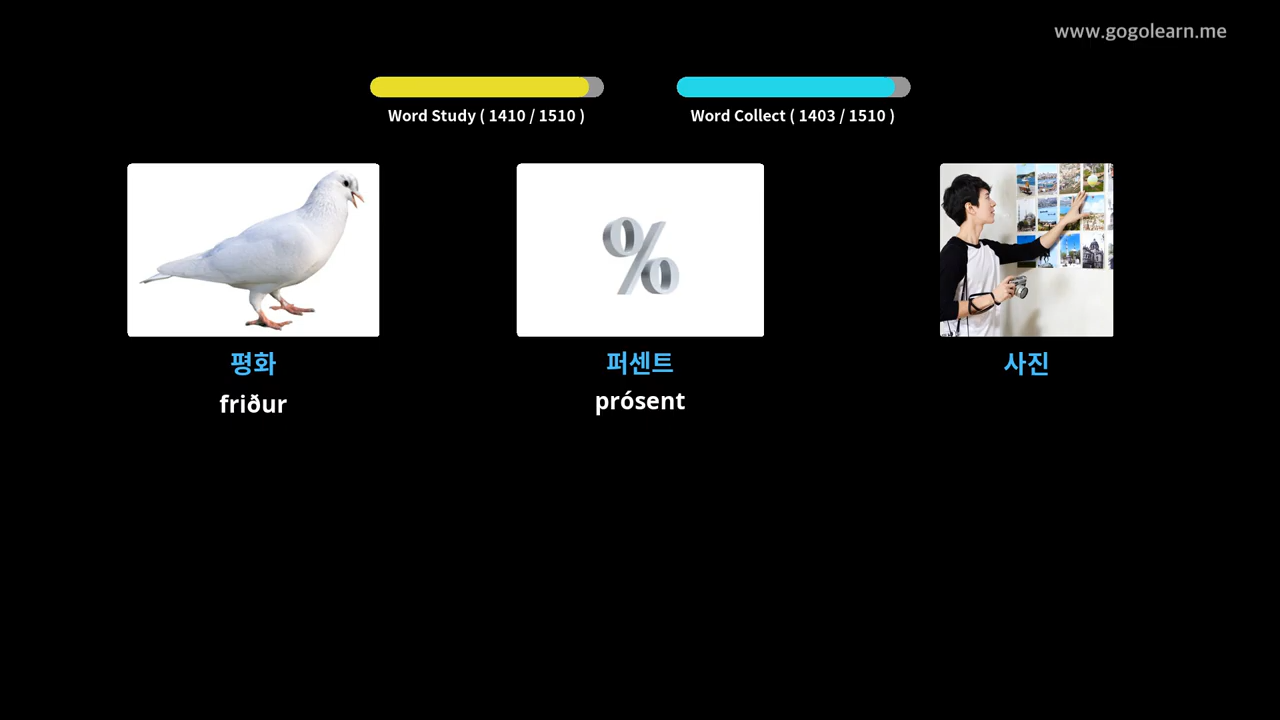 www.gogolearn.me
Word Study ( 1410 / 1510 )
Word Collect ( 1403 / 1510 )
평화
퍼센트
사진
friður
prósent